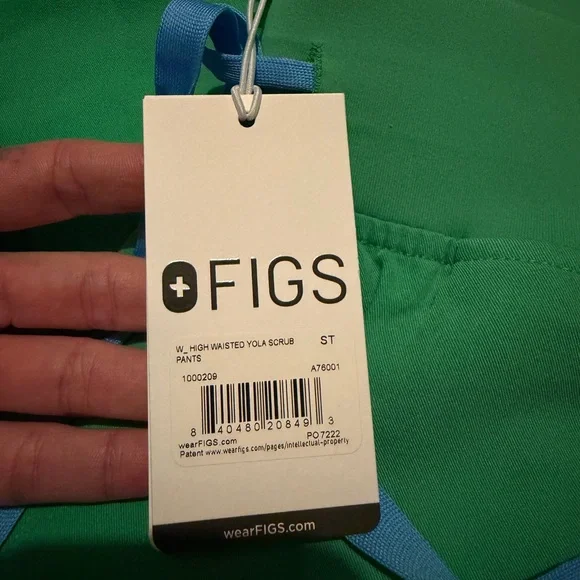 FIGS
W_ HIGH WAISTED YOLA SCRUB PANTS
ST
1000209
A76001
8 40460 20849 3
wearFIGS.com
PO7222
Patent www.wearfigs.com/pages/intellectual-property
wearFIGS.com